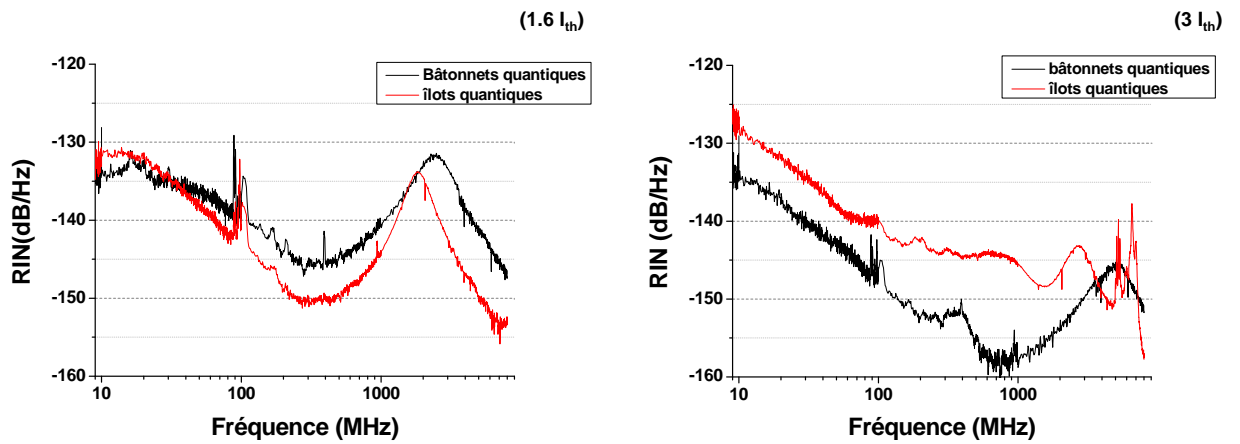 (1.6 Ith)
-120
-130
-140
-150
-160
RIN(dB/Hz)
Bâtonnets quantiques
îlots quantiques
10
100
1000
Fréquence (MHz)
(3 Ith)
-120
-130
-140
-150
-160
RIN (dB/Hz)
bâtonnets quantiques
îlots quantiques
10
100
1000
Fréquence (MHz)